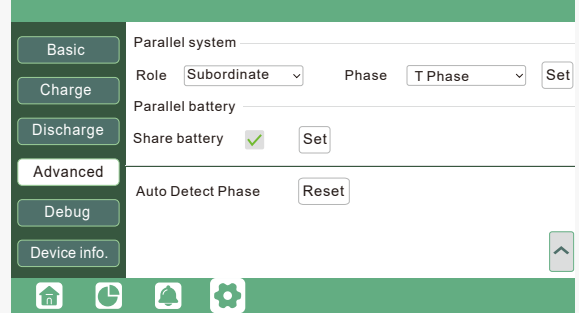 Basic
Charge
Discharge
Advanced
Debug
Device info.
Parallel system
Role Subordinate Phase T Phase Set
Parallel battery
Share battery Set
Auto Detect Phase Reset